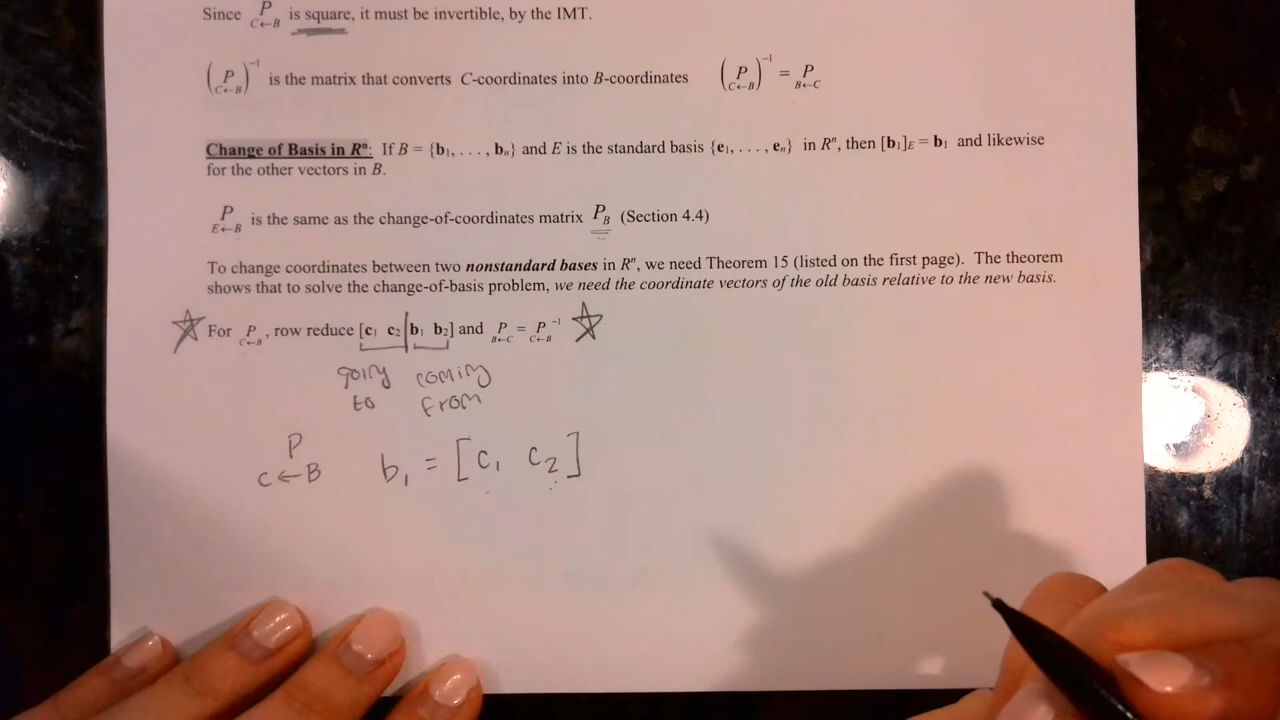 Since P C←B is square, it must be invertible, by the IMT.
(P C←B)⁻¹ is the matrix that converts C-coordinates into B-coordinates (P C←B)⁻¹ = P B←C
Change of Basis in Rⁿ: If B = {b₁, . . . , bₙ} and E is the standard basis {e₁, . . . , eₙ} in Rⁿ, then [b₁]E = b₁ and likewise
for the other vectors in B.
P E←B is the same as the change-of-coordinates matrix P_B (Section 4.4)
To change coordinates between two nonstandard bases in Rⁿ, we need Theorem 15 (listed on the first page). The theorem
shows that to solve the change-of-basis problem, we need the coordinate vectors of the old basis relative to the new basis.
For P C←B, row reduce [c₁ c₂|b₁ b₂] and P B←C = P C←B ⁻¹
going coming
to from
P C←B b₁ = [c₁ c₂]